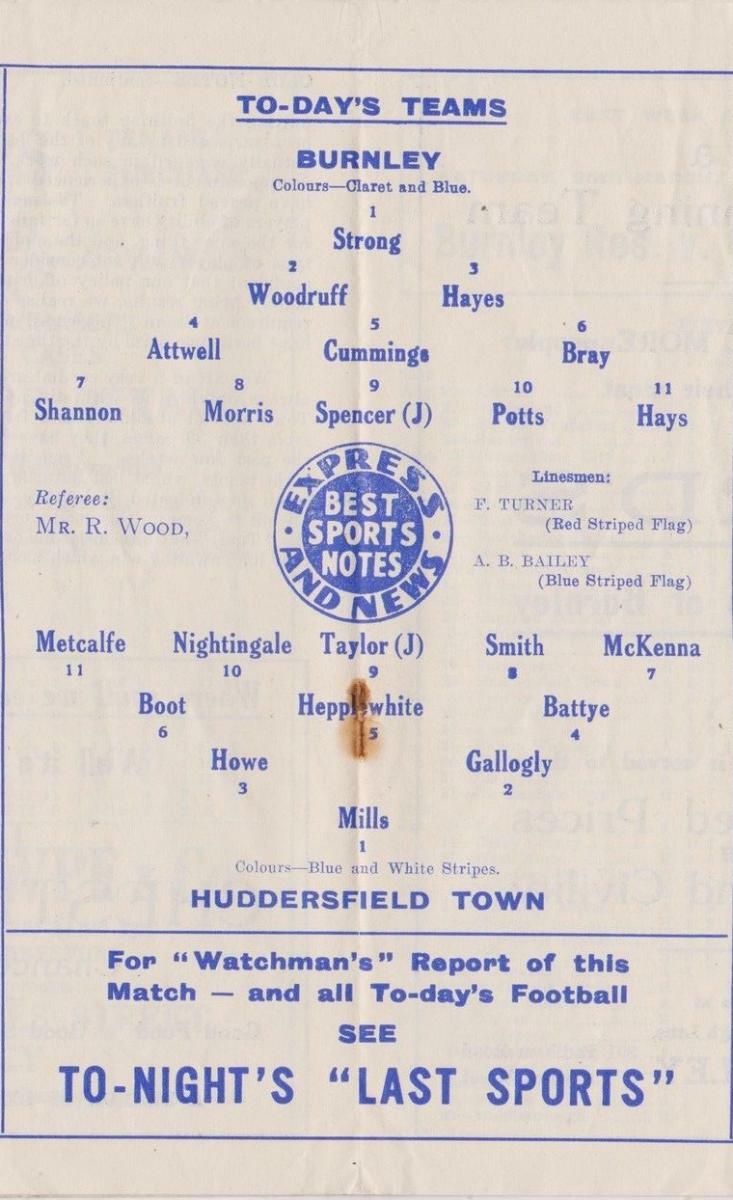 TO-DAY'S TEAMS
BURNLEY
Colours—Claret and Blue.
1
Strong
2 3
Woodruff Hayes
4 5 6
Attwell Cummings Bray
7 8 9 10 11
Shannon Morris Spencer (J) Potts Hays
Referee:
MR. R. WOOD,
EXPRESS
BEST
SPORTS
NOTES
AND NEWS
Linesmen:
F. TURNER
(Red Striped Flag)
A. B. BAILEY
(Blue Striped Flag)
Metcalfe Nightingale Taylor (J) Smith McKenna
11 10 9 8 7
Boot Hepplewhite Battye
6 5 4
Howe Gallogly
3 2
Mills
1
Colours—Blue and White Stripes.
HUDDERSFIELD TOWN
For "Watchman's" Report of this
Match — and all To-day's Football
SEE
TO-NIGHT'S "LAST SPORTS"